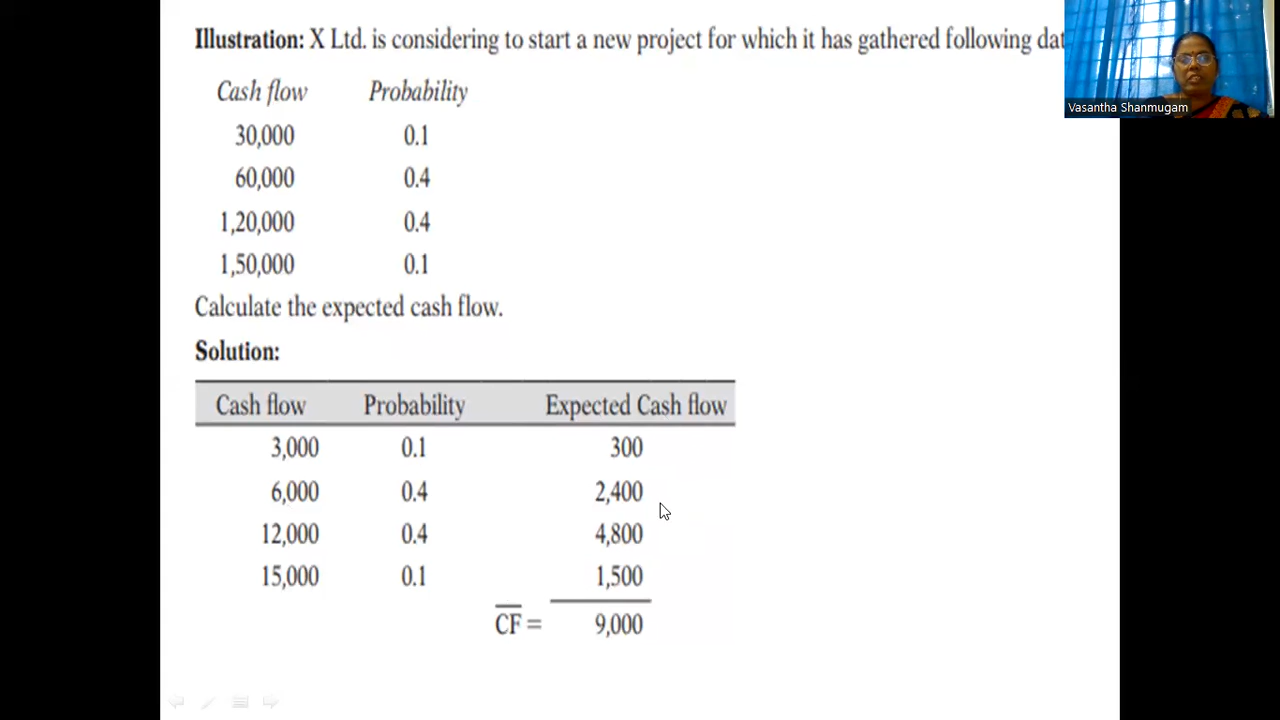 Illustration: X Ltd. is considering to start a new project for which it has gathered following dat
Vasantha Shanmugam
Cash flow Probability
30,000 0.1
60,000 0.4
1,20,000 0.4
1,50,000 0.1
Calculate the expected cash flow.
Solution:
Cash flow Probability Expected Cash flow
3,000 0.1 300
6,000 0.4 2,400
12,000 0.4 4,800
15,000 0.1 1,500
C̅F̅ = 9,000